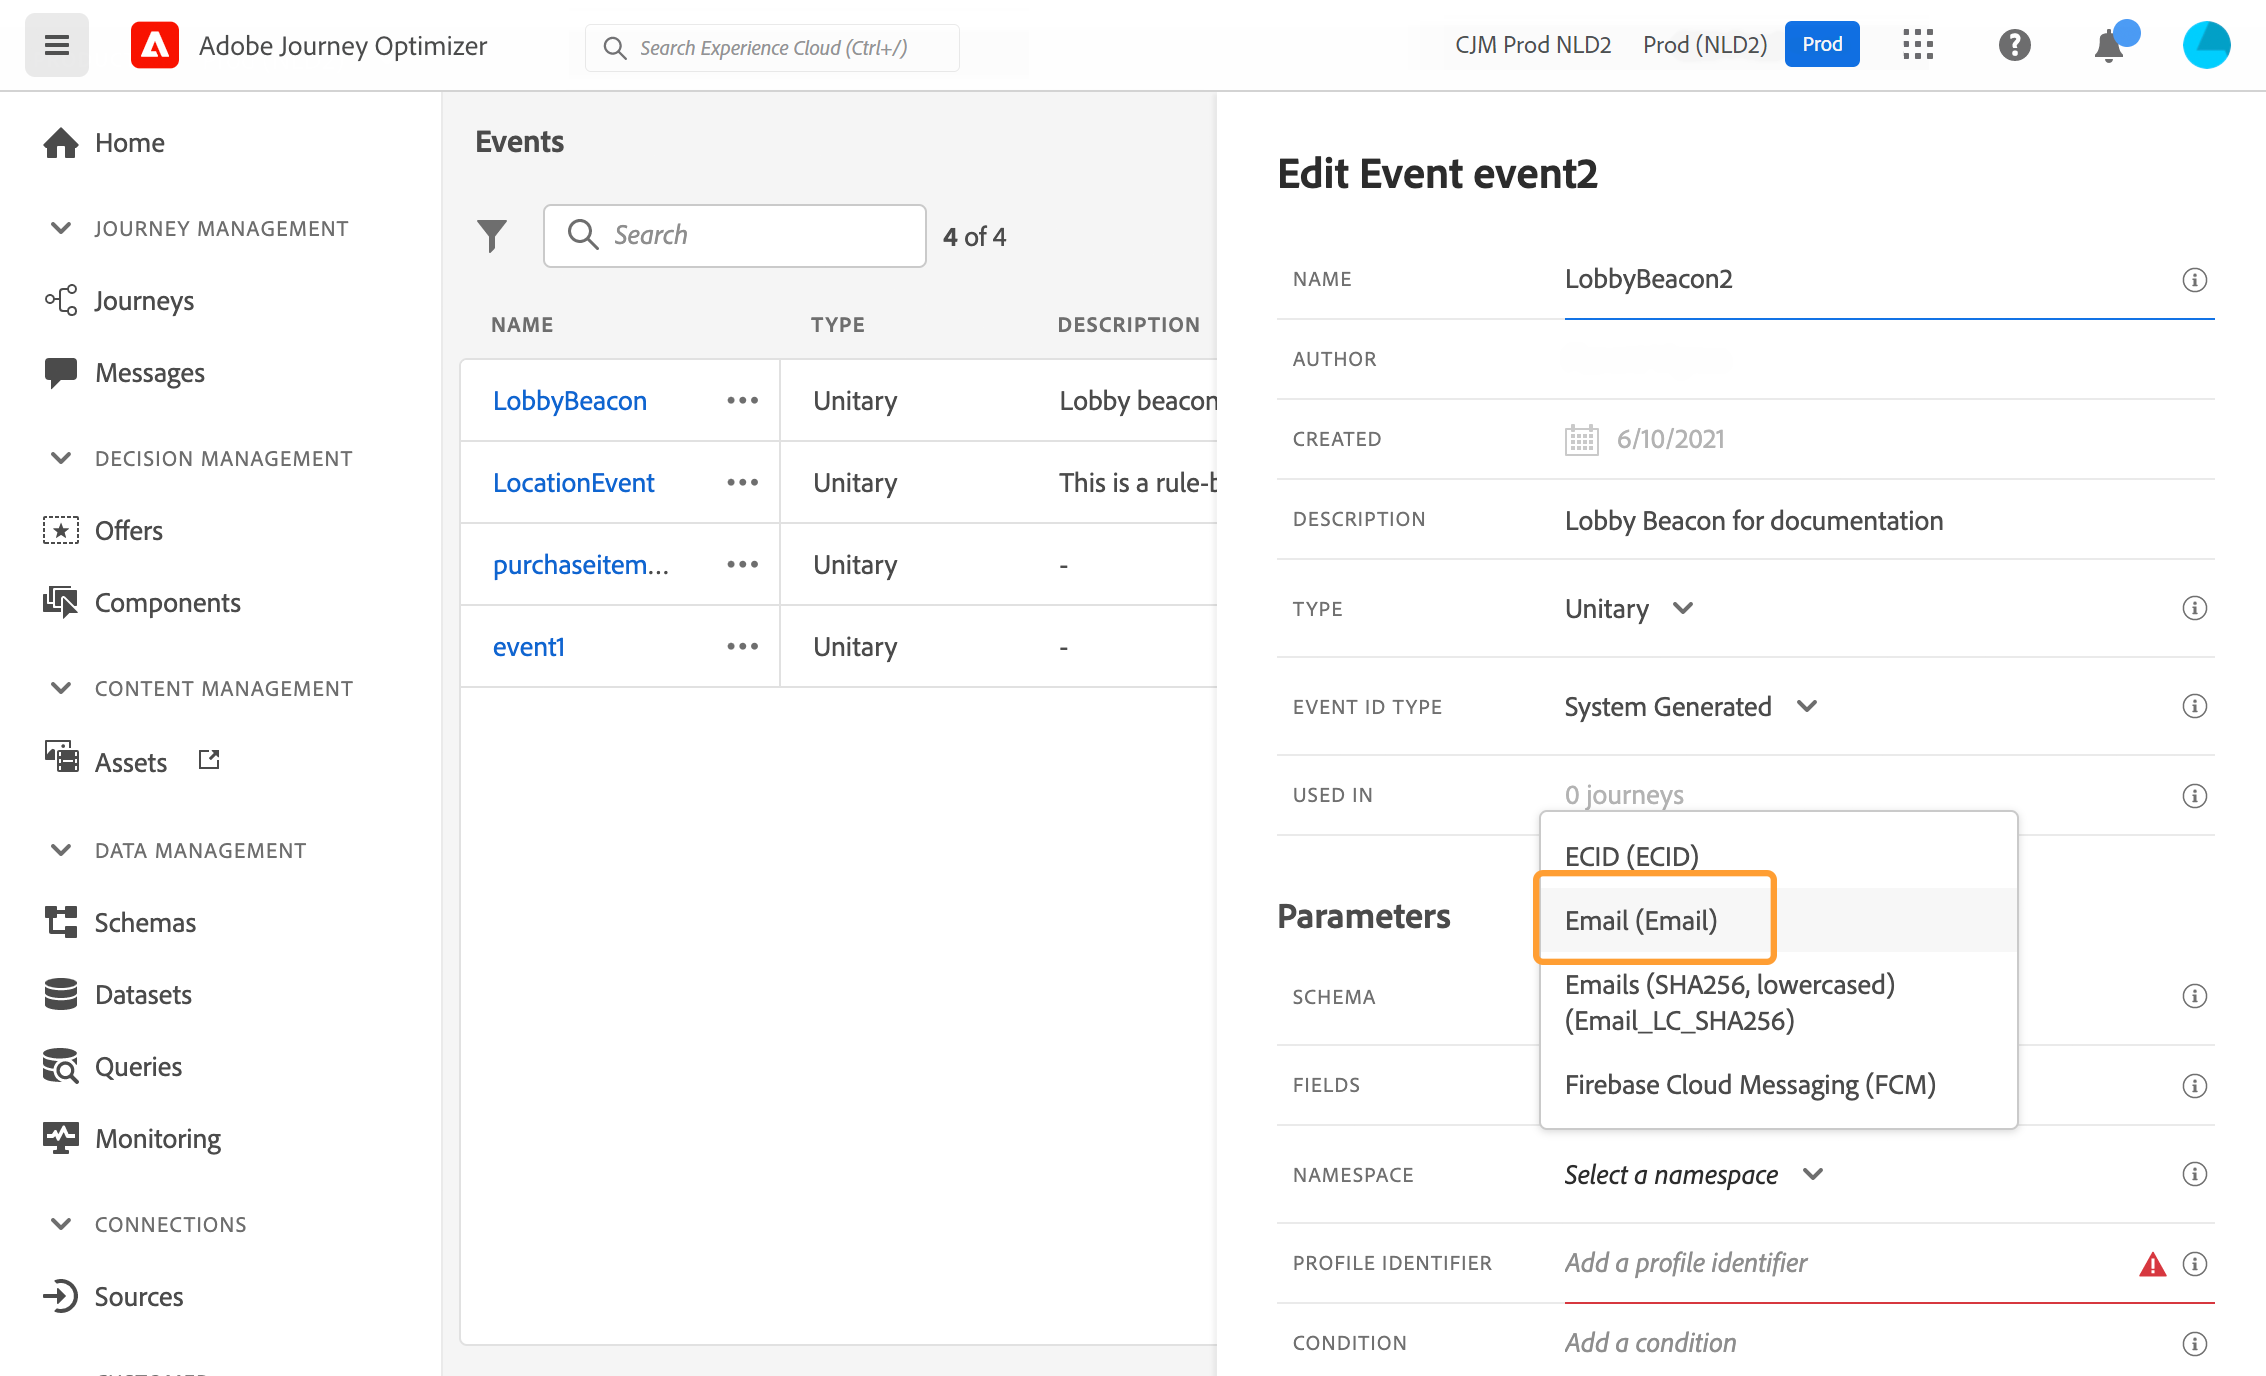 Adobe Journey Optimizer
Search Experience Cloud (Ctrl+/)
CJM Prod NLD2
Prod (NLD2)
Prod
Home
JOURNEY MANAGEMENT
Journeys
Messages
DECISION MANAGEMENT
Offers
Components
CONTENT MANAGEMENT
Assets
DATA MANAGEMENT
Schemas
Datasets
Queries
Monitoring
CONNECTIONS
Sources
Events
Search
4 of 4
NAME TYPE DESCRIPTION
LobbyBeacon ••• Unitary Lobby beacon
LocationEvent ••• Unitary This is a rule-b
purchaseitem... ••• Unitary -
event1 ••• Unitary -
Edit Event event2
NAME LobbyBeacon2
AUTHOR
CREATED 6/10/2021
DESCRIPTION Lobby Beacon for documentation
TYPE Unitary
EVENT ID TYPE System Generated
USED IN 0 journeys
ECID (ECID)
Email (Email)
Emails (SHA256, lowercased)
(Email_LC_SHA256)
Firebase Cloud Messaging (FCM)
Parameters
SCHEMA
FIELDS
NAMESPACE Select a namespace
PROFILE IDENTIFIER Add a profile identifier
CONDITION Add a condition